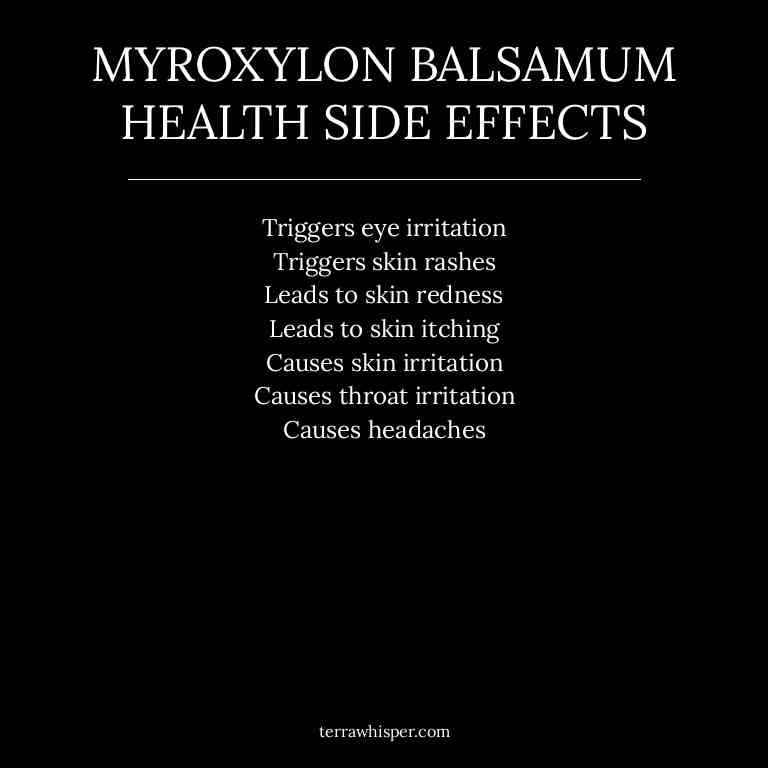 MYROXYLON BALSAMUM
HEALTH SIDE EFFECTS
Triggers eye irritation
Triggers skin rashes
Leads to skin redness
Leads to skin itching
Causes skin irritation
Causes throat irritation
Causes headaches
terrawhisper.com